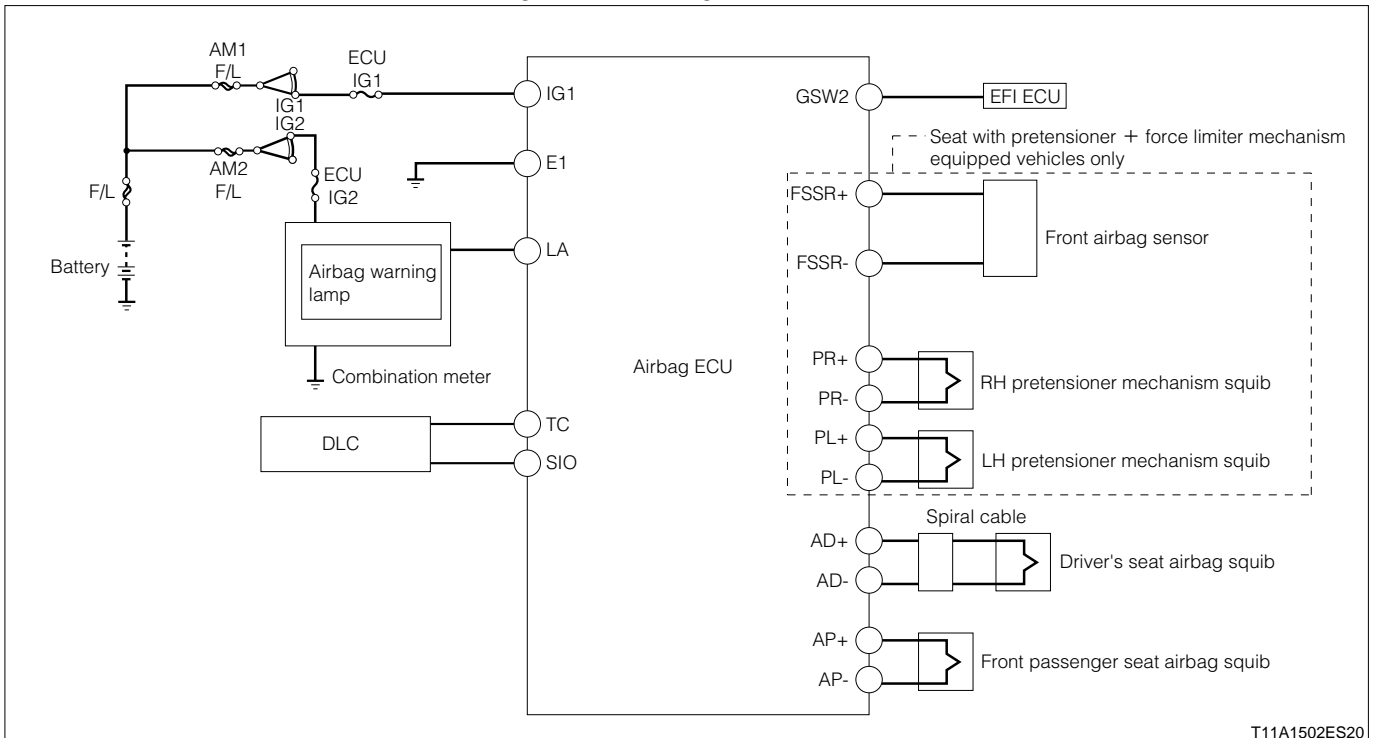 AM1
F/L
ECU
IG1
IG1
IG2
AM2
F/L
ECU
IG2
F/L
Battery
Airbag warning
lamp
Combination meter
DLC
IG1
E1
LA
TC
SIO
Airbag ECU
GSW2
EFI ECU
Seat with pretensioner + force limiter mechanism
equipped vehicles only
FSSR+
FSSR-
Front airbag sensor
PR+
PR-
RH pretensioner mechanism squib
PL+
PL-
LH pretensioner mechanism squib
Spiral cable
AD+
AD-
Driver's seat airbag squib
AP+
AP-
Front passenger seat airbag squib
T11A1502ES20